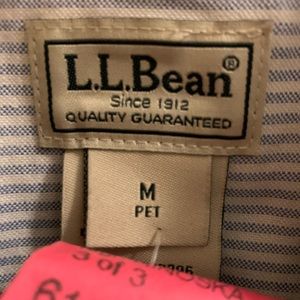 L.L.Bean®
Since 1912
QUALITY GUARANTEED
M
PET
3 of 3